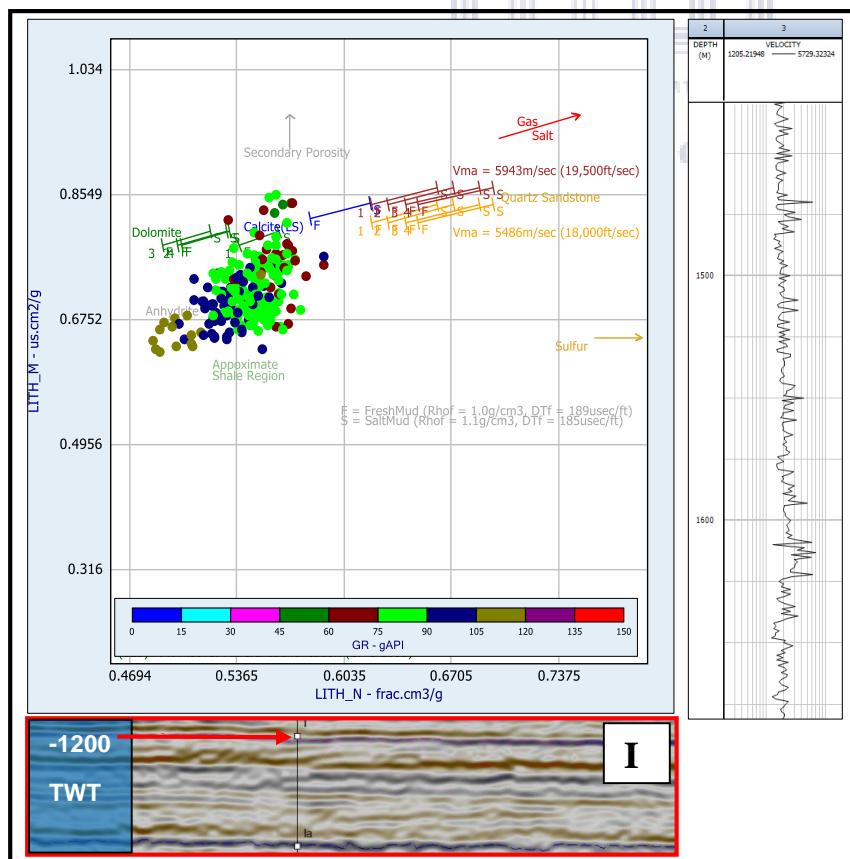 1.034
0.8549
0.6752
0.4956
0.316
LITH_M - us.cm2/g
Gas
Salt
Secondary Porosity
Vma = 5943m/sec (19,500ft/sec)
Quartz Sandstone
Vma = 5486m/sec (18,000ft/sec)
Calcite(LS)
Dolomite
Anhydrite
Sulfur
Appoximate
Shale Region
F = FreshMud (Rhof = 1.0g/cm3, DTf = 189usec/ft)
S = SaltMud (Rhof = 1.1g/cm3, DTf = 185usec/ft)
0 15 30 45 60 75 90 105 120 135 150
GR - gAPI
0.4694 0.5365 0.6035 0.6705 0.7375
LITH_N - frac.cm3/g
2 3
DEPTH
(M)
VELOCITY
1205.21948 5729.32324
1500
1600
-1200
TWT
I